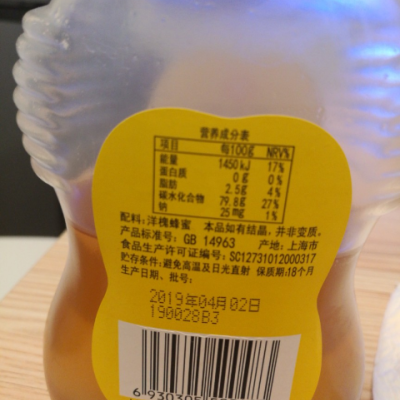 营养成分素
项目 每100g NRV%
能量 1450kJ 17%
蛋白质 0g 0%
脂肪 2.5g 4%
碳水化合物 79.8g 27%
钠 25mg 1%
配料:洋槐蜂蜜 本品如有结晶,并非变质。
产品标准号:GB 14963 产地:上海市
食品生产许可证编号:SC12731012000317
贮存条件:避免高温及日光直射 保质期:18个月
生产日期、批号:
2019年04月02日
190028B3
6 930305